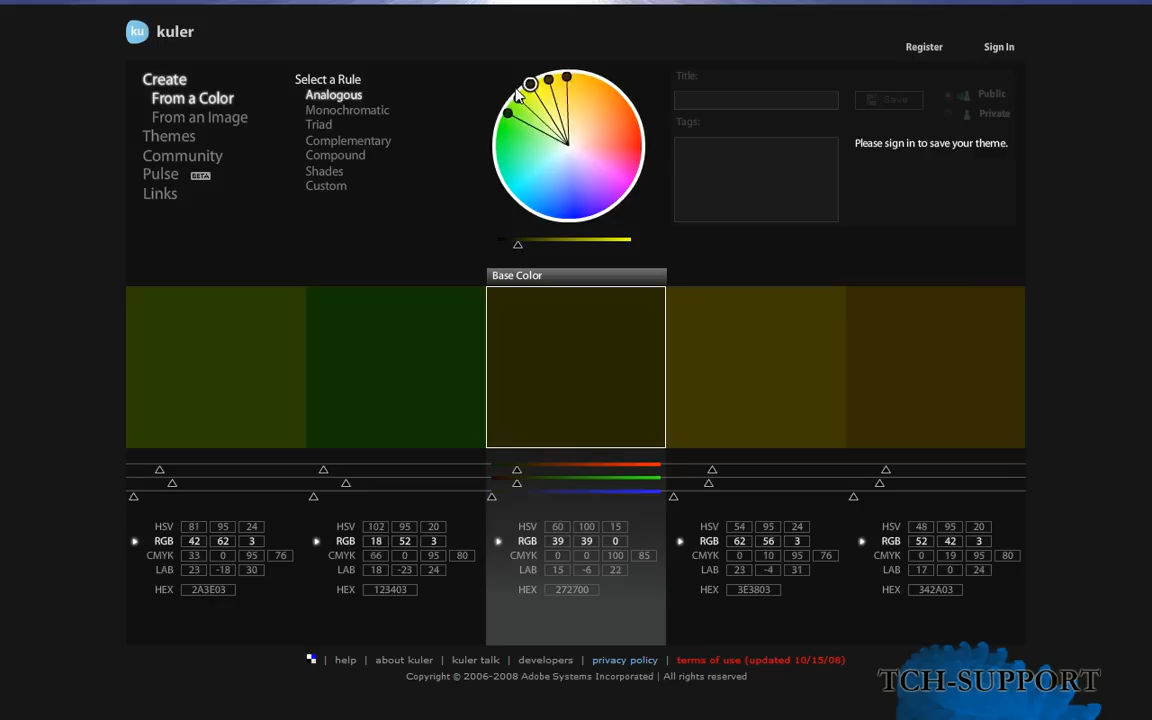 ku kuler
Register Sign In
Create
From a Color
From an Image
Themes
Community
Pulse BETA
Links
Select a Rule
Analogous
Monochromatic
Triad
Complementary
Compound
Shades
Custom
Title:
Save
Public
Private
Tags:
Please sign in to save your theme.
Base Color
HSV 81 95 24
RGB 42 62 3
CMYK 33 0 95 76
LAB 23 -18 30
HEX 2A3E03
HSV 102 95 20
RGB 18 52 3
CMYK 66 0 95 80
LAB 18 -23 24
HEX 123403
HSV 60 100 15
RGB 39 39 0
CMYK 0 0 100 85
LAB 15 -6 22
HEX 272700
HSV 54 95 24
RGB 62 56 3
CMYK 0 10 95 76
LAB 23 -4 31
HEX 3E3803
HSV 48 95 20
RGB 52 42 3
CMYK 0 19 95 80
LAB 17 0 24
HEX 342A03
| help | about kuler | kuler talk | developers | privacy policy | terms of use (updated 10/15/08)
Copyright © 2006-2008 Adobe Systems Incorporated | All rights reserved
TCH-SUPPORT